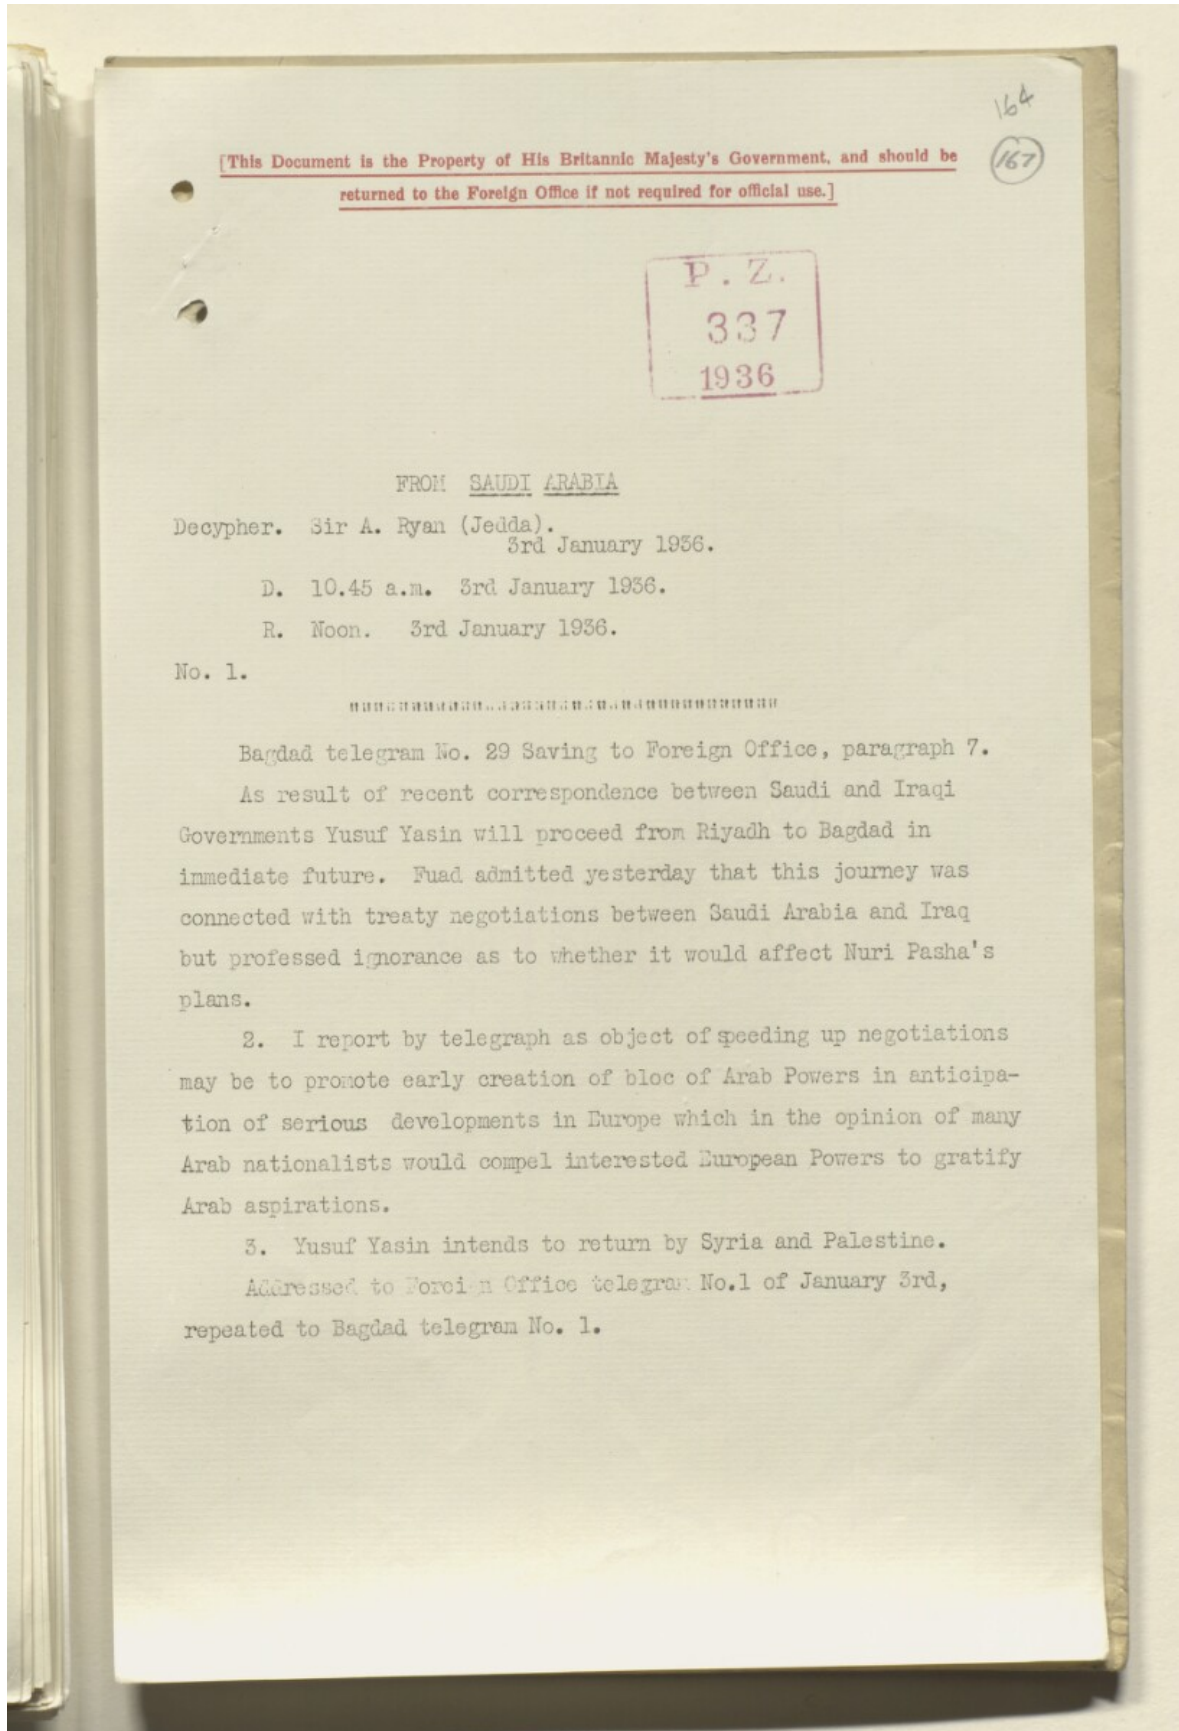 164
167
[This Document is the Property of His Britannic Majesty's Government, and should be
returned to the Foreign Office if not required for official use.]
P. Z.
337
1936
FROM SAUDI ARABIA
Decypher. Sir A. Ryan (Jedda).
3rd January 1936.
D. 10.45 a.m. 3rd January 1936.
R. Noon. 3rd January 1936.
No. 1.
Bagdad telegram No. 29 Saving to Foreign Office, paragraph 7.
As result of recent correspondence between Saudi and Iraqi
Governments Yusuf Yasin will proceed from Riyadh to Bagdad in
immediate future. Fuad admitted yesterday that this journey was
connected with treaty negotiations between Saudi Arabia and Iraq
but professed ignorance as to whether it would affect Nuri Pasha's
plans.
2. I report by telegraph as object of speeding up negotiations
may be to promote early creation of bloc of Arab Powers in anticipa-
tion of serious developments in Europe which in the opinion of many
Arab nationalists would compel interested European Powers to gratify
Arab aspirations.
3. Yusuf Yasin intends to return by Syria and Palestine.
Addressed to Foreign Office telegram No.1 of January 3rd,
repeated to Bagdad telegram No. 1.